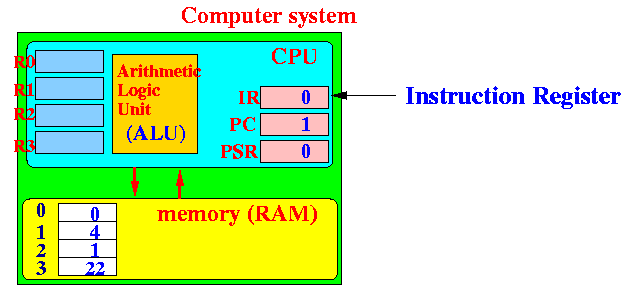 Computer system
CPU
R0
R1
R2
R3
Arithmetic
Logic
Unit
(ALU)
IR 0
PC 1
PSR 0
Instruction Register
memory (RAM)
0 0
1 4
2 1
3 22